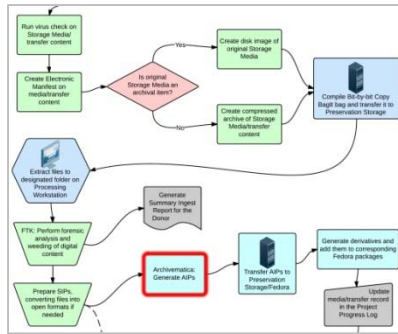 Run virus check on
Storage Media/
transfer content
Create Electronic
Manifest on
media/transfer
content
Is original
Storage Media an
archival item?
Yes
No
Create disk image of
original Storage
Media
Create compressed
archive of Storage
Media/transfer
content
Compile Bit-by-bit Copy
BagIt bag and transfer it to
Preservation Storage
Extract files to
designated folder on
Processing
Workstation
Generate
Summary Ingest
Report for the
Donor
FTK: Perform forensic
analysis and
weeding of digital
content
Prepare SIPs,
converting files into
open formats if
needed
Archivematica:
Generate AIPs
Transfer AIPs to
Preservation
Storage/Fedora
Generate derivatives and
add them to corresponding
Fedora packages
Update
media/transfer record
in the Project
Progress Log